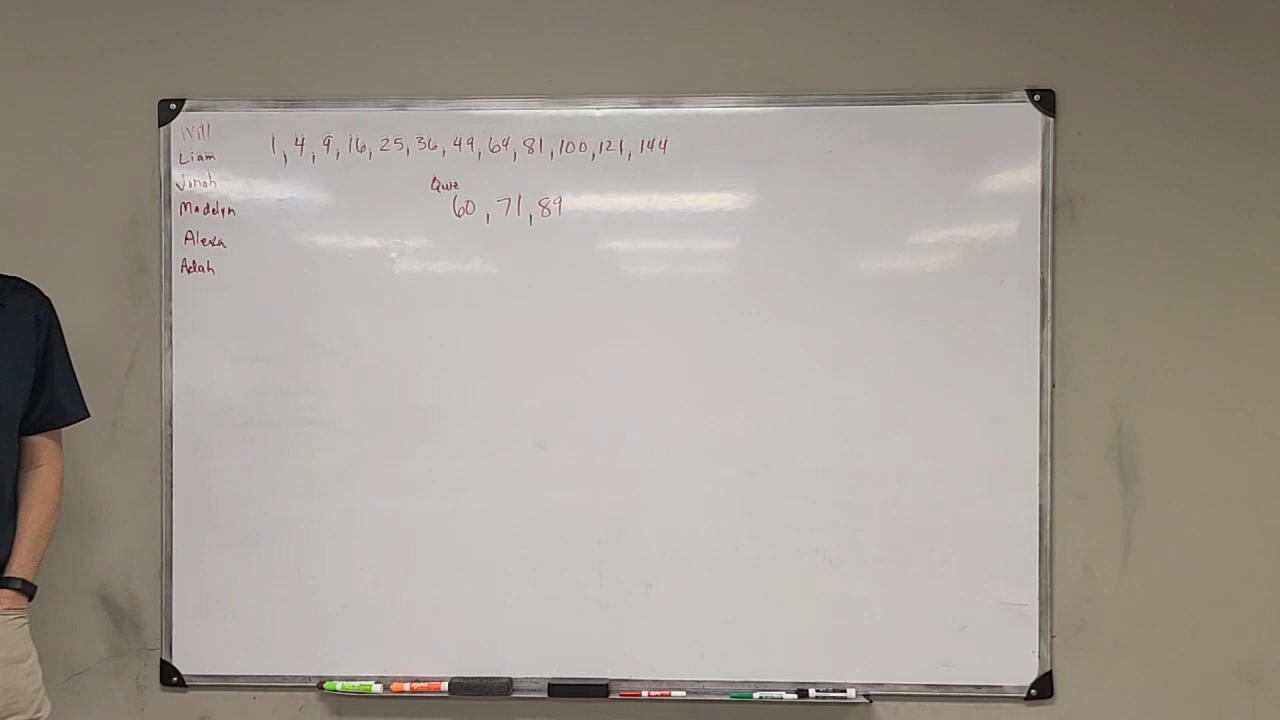 Will
1, 4, 9, 16, 25, 36, 49, 64, 81, 100, 121, 144
Liam
Jonah
Quiz
Madelyn
60, 71, 89
Alexa
Adah